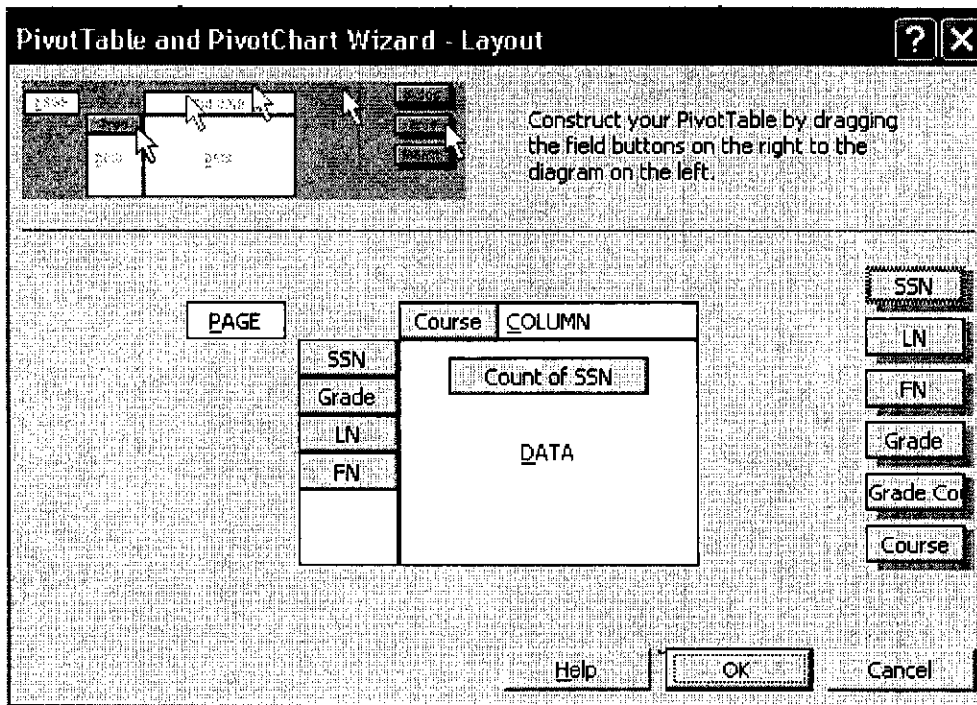 PivotTable and PivotChart Wizard - Layout
Construct your PivotTable by dragging
the field buttons on the right to the
diagram on the left.
PAGE
Course
COLUMN
SSN
Grade
LN
FN
Count of SSN
DATA
SSN
LN
FN
Grade
Grade Co
Course
Help
OK
Cancel